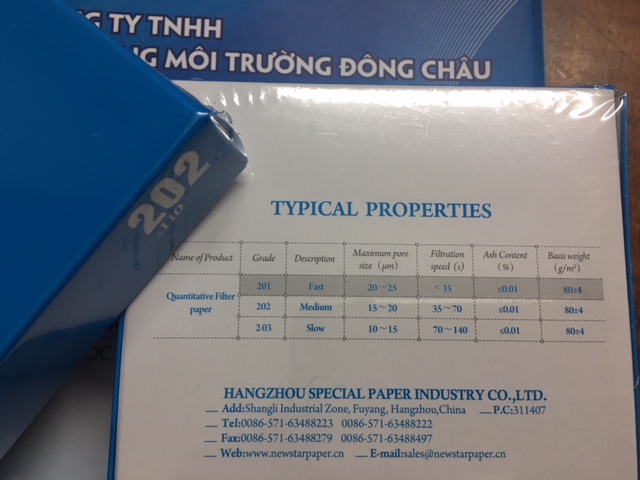 G TY TNHH
NG MÔI TRƯỜNG ĐÔNG CHÂU
202
110
TYPICAL PROPERTIES
Name of Product Grade Description Maximum pore size (μm) Filtration speed (s) Ash Content (%) Basis weight (g/m²)
Quantitative Filter paper
201 Fast 20～25 <35 ≤0.01 80±4
202 Medium 15～20 35～70 ≤0.01 80±4
203 Slow 10～15 70～140 ≤0.01 80±4
HANGZHOU SPECIAL PAPER INDUSTRY CO.,LTD.
Add:Shangli Industrial Zone, Fuyang, Hangzhou,China P.C:311407
Tel:0086-571-63488223 0086-571-63488222
Fax:0086-571-63488279 0086-571-63488497
Web:www.newstarpaper.cn E-mail:sales@newstarpaper.cn
OC